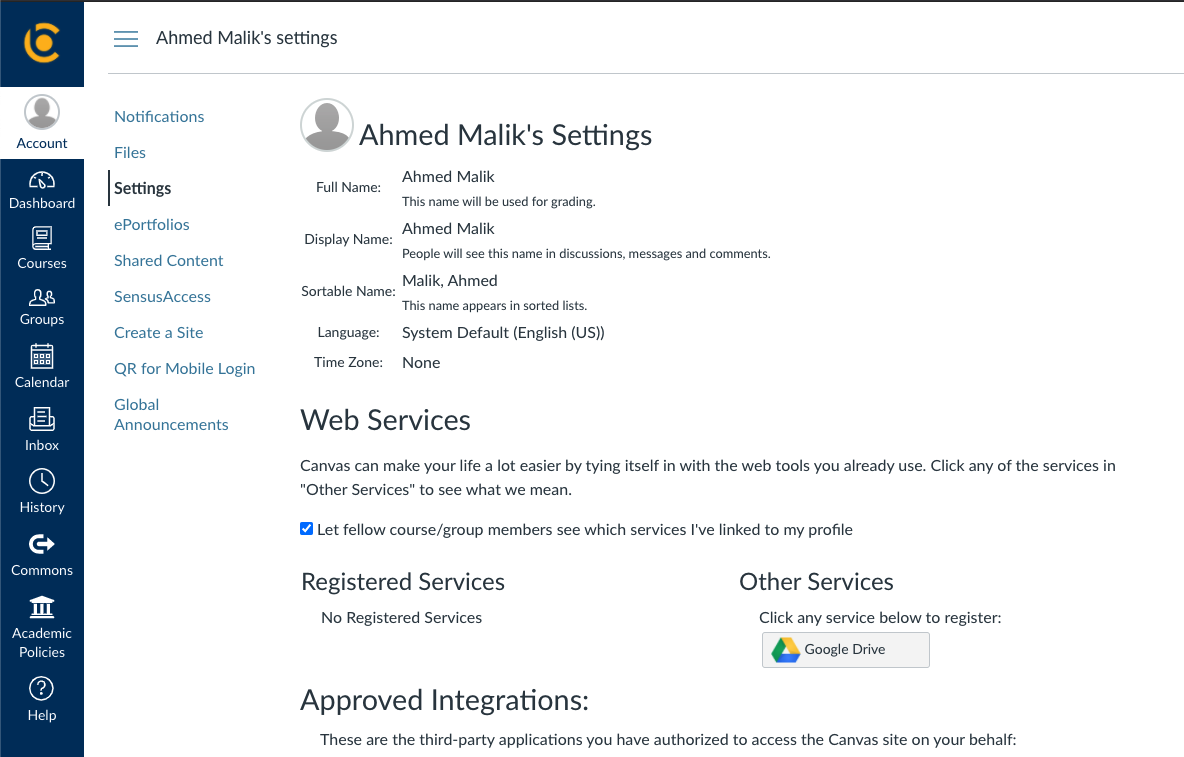 Ahmed Malik's settings
Account
Dashboard
Courses
Groups
Calendar
Inbox
History
Commons
Academic
Policies
Help
Notifications
Files
Settings
ePortfolios
Shared Content
SensusAccess
Create a Site
QR for Mobile Login
Global
Announcements
Ahmed Malik's Settings
Full Name: Ahmed Malik
This name will be used for grading.
Display Name: Ahmed Malik
People will see this name in discussions, messages and comments.
Sortable Name: Malik, Ahmed
This name appears in sorted lists.
Language: System Default (English (US))
Time Zone: None
Web Services
Canvas can make your life a lot easier by tying itself in with the web tools you already use. Click any of the services in
"Other Services" to see what we mean.
Let fellow course/group members see which services I've linked to my profile
Registered Services
No Registered Services
Other Services
Click any service below to register:
Google Drive
Approved Integrations:
These are the third-party applications you have authorized to access the Canvas site on your behalf: